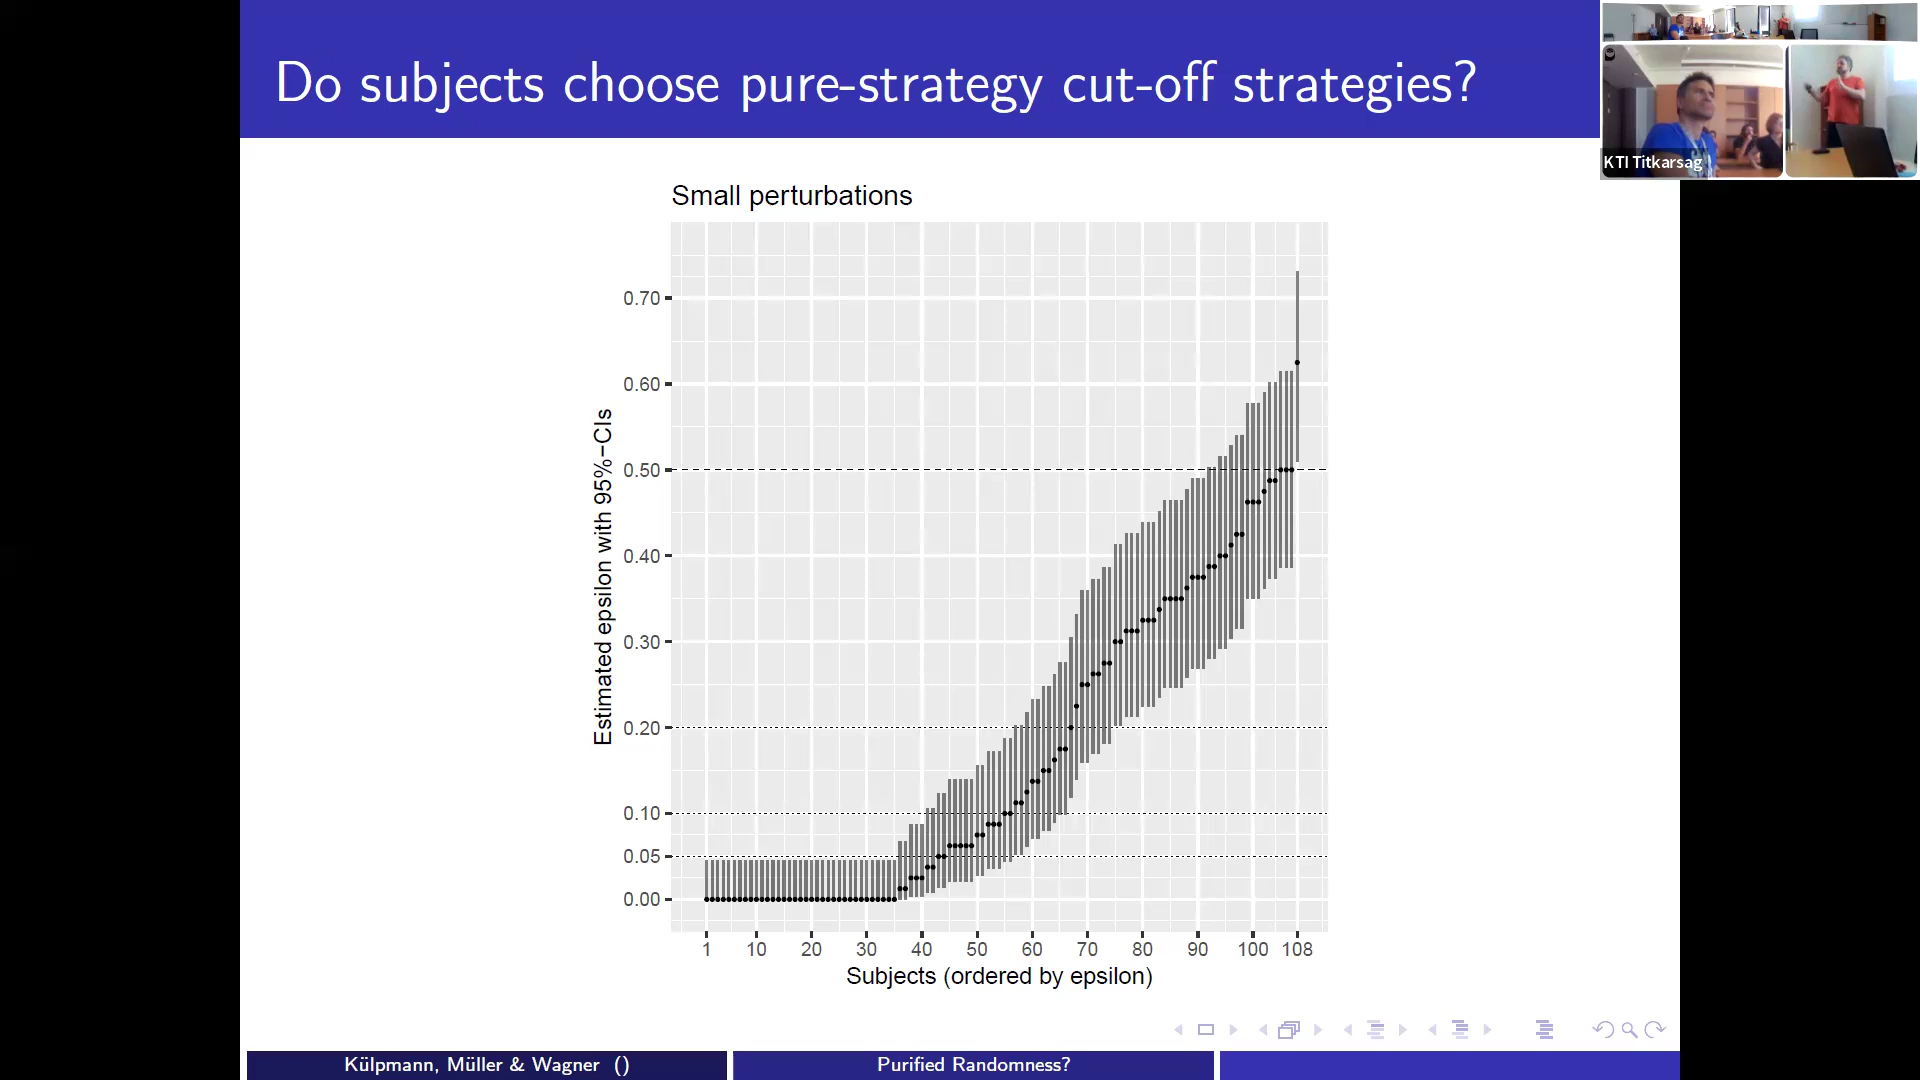 Do subjects choose pure-strategy cut-off strategies?
KTI Titkarsag
Small perturbations
Estimated epsilon with 95%−CIs
0.70
0.60
0.50
0.40
0.30
0.20
0.10
0.05
0.00
1 10 20 30 40 50 60 70 80 90 100 108
Subjects (ordered by epsilon)
Külpmann, Müller & Wagner ()
Purified Randomness?